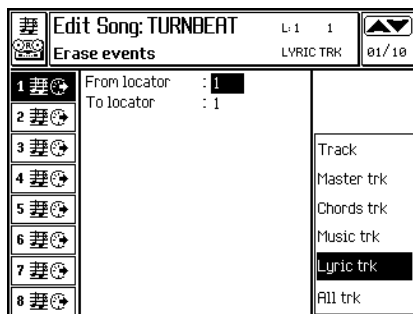 Edit Song: TURNBEAT L: 1 1
Erase events LYRIC TRK 01/10
1 From locator : 1
2 To locator : 1
3 Track
4 Master trk
5 Chords trk
6 Music trk
7 Lyric trk
8 All trk